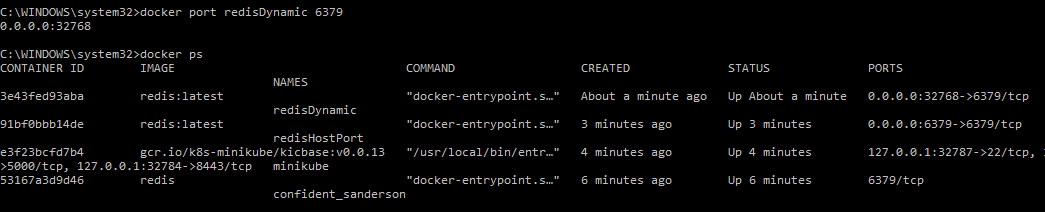 C:\WINDOWS\system32>docker port redisDynamic 6379
0.0.0.0:32768
C:\WINDOWS\system32>docker ps
CONTAINER ID IMAGE COMMAND CREATED STATUS PORTS
NAMES
3e43fed93aba redis:latest "docker-entrypoint.s…" About a minute ago Up About a minute 0.0.0.0:32768->6379/tcp
redisDynamic
91bf0bbb14de redis:latest "docker-entrypoint.s…" 3 minutes ago Up 3 minutes 0.0.0.0:6379->6379/tcp
redisHostPort
e3f23bcfd7b4 gcr.io/k8s-minikube/kicbase:v0.0.13 "/usr/local/bin/entr…" 4 minutes ago Up 4 minutes 127.0.0.1:32787->22/tcp,
>5000/tcp, 127.0.0.1:32784->8443/tcp minikube
53167a3d9d46 redis "docker-entrypoint.s…" 6 minutes ago Up 6 minutes 6379/tcp
confident_sanderson